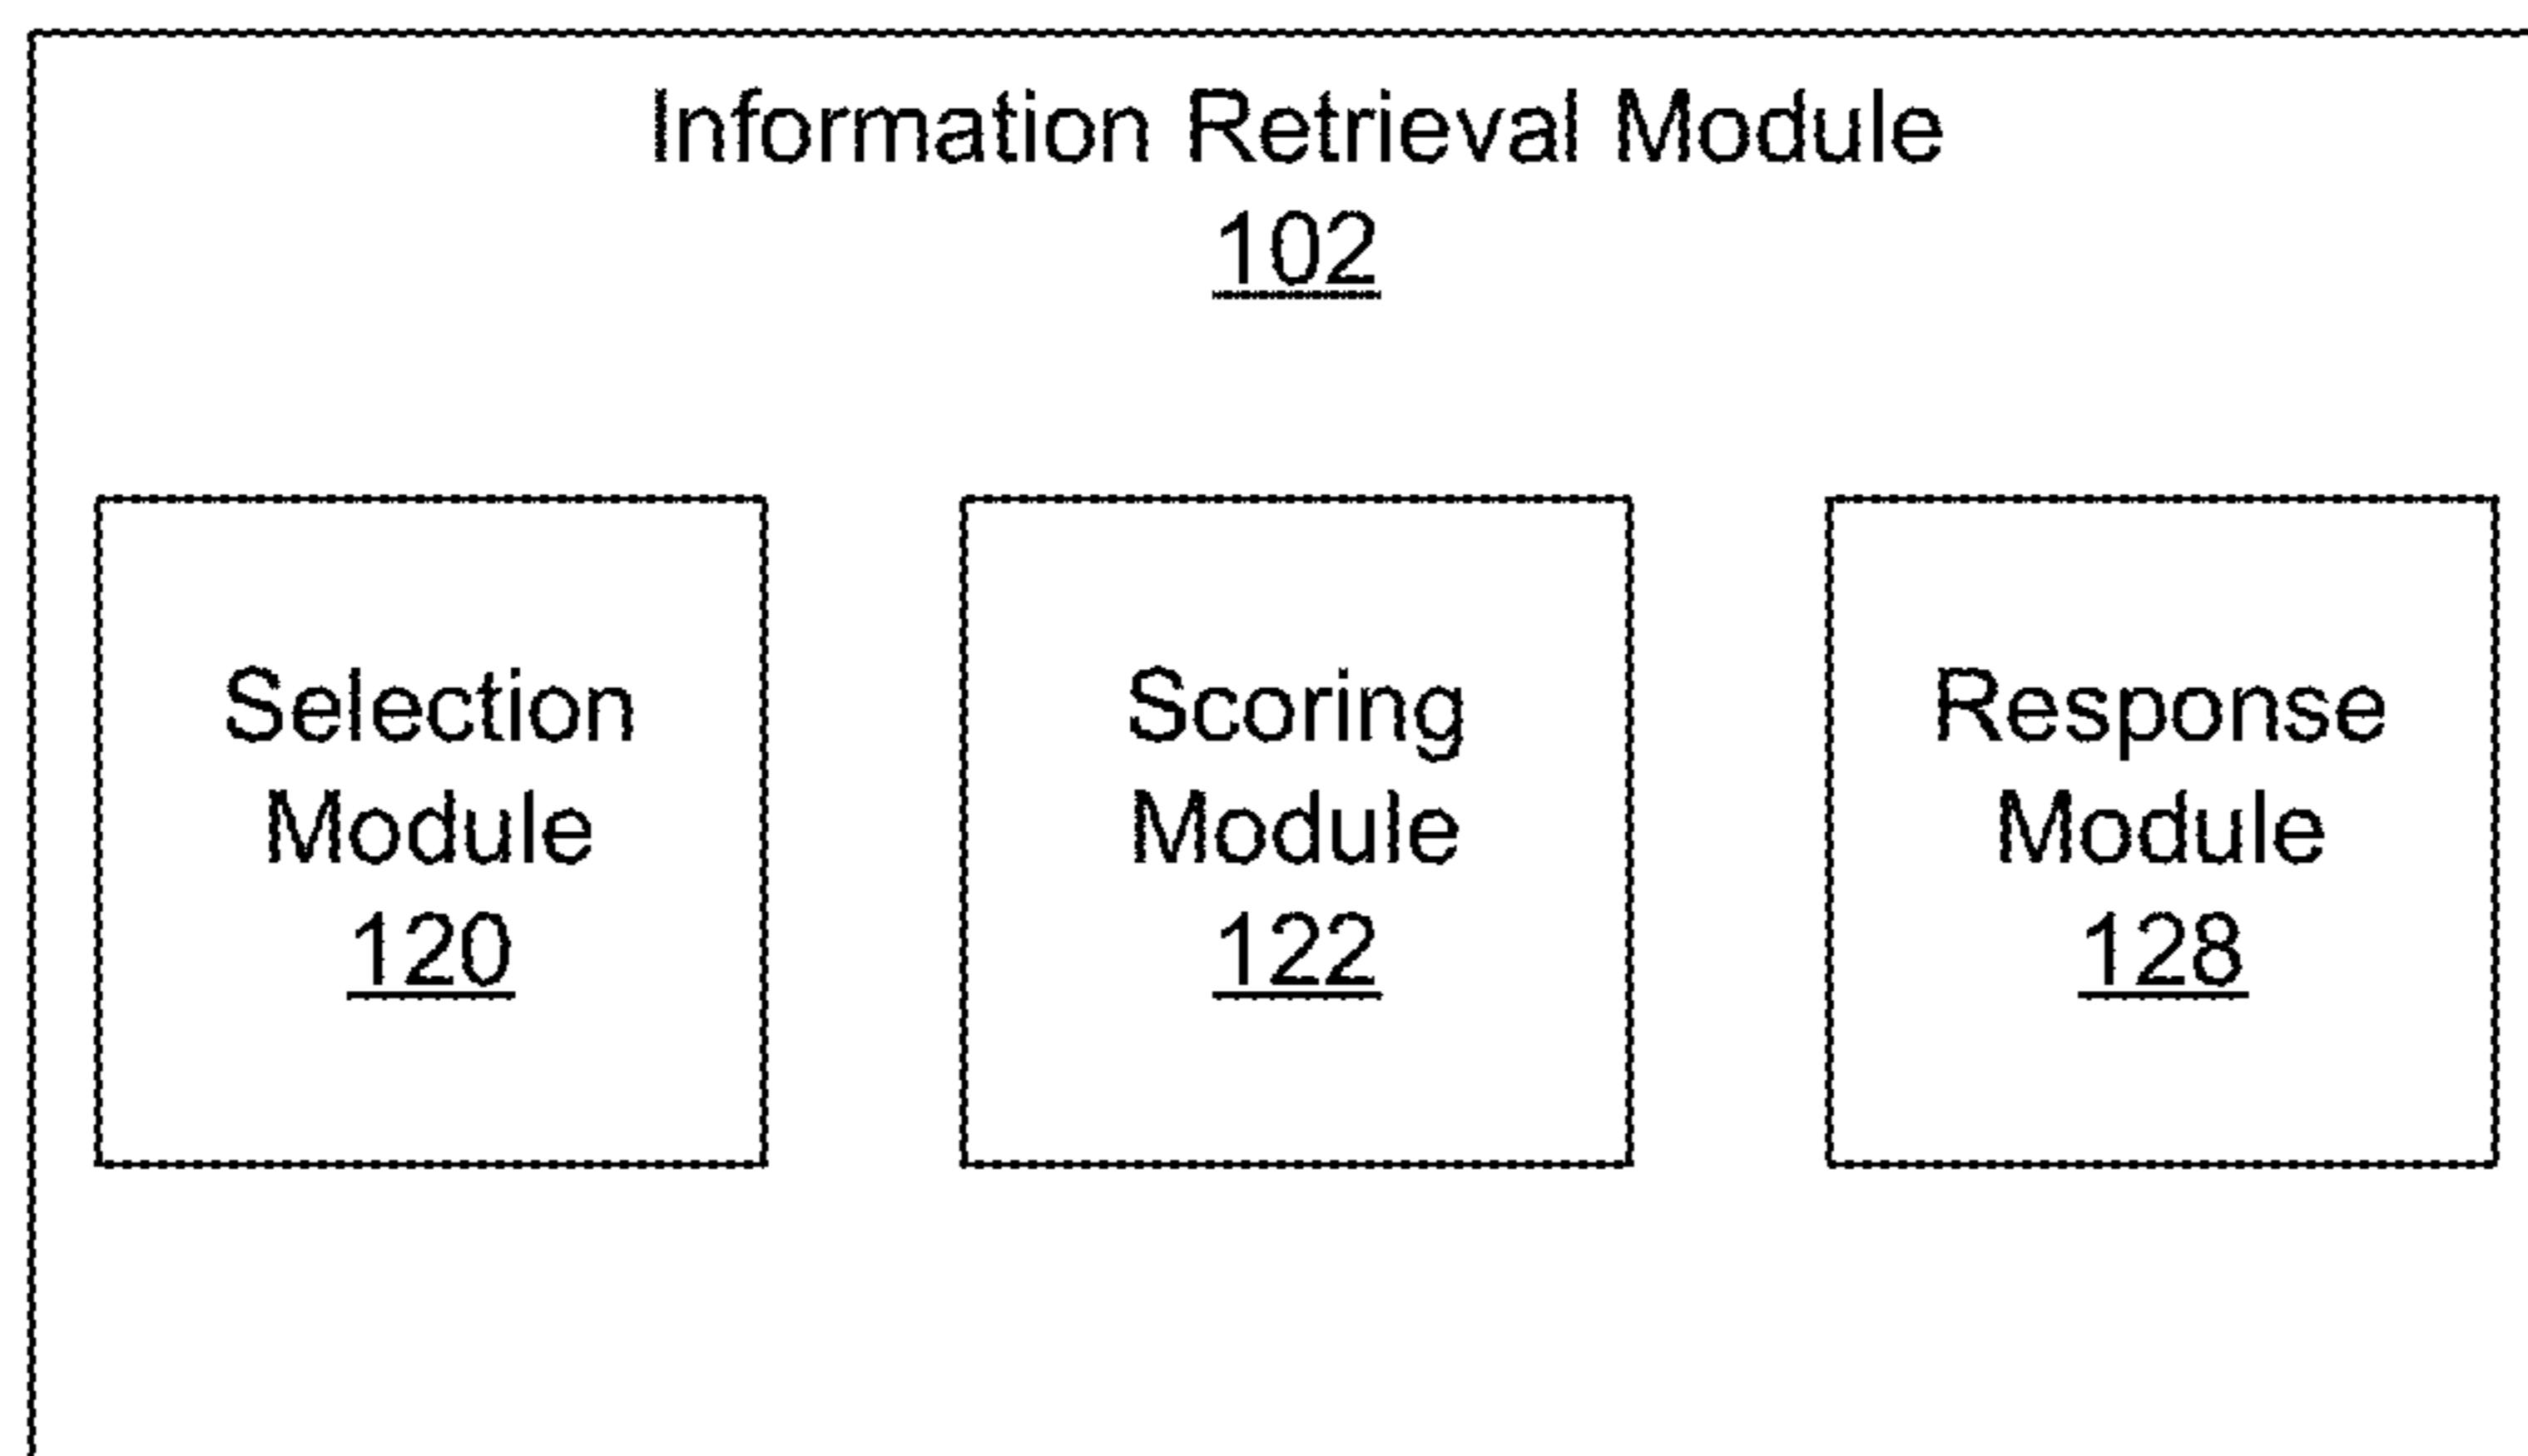 Information Retrieval Module
102
Selection
Module
120
Scoring
Module
122
Response
Module
128